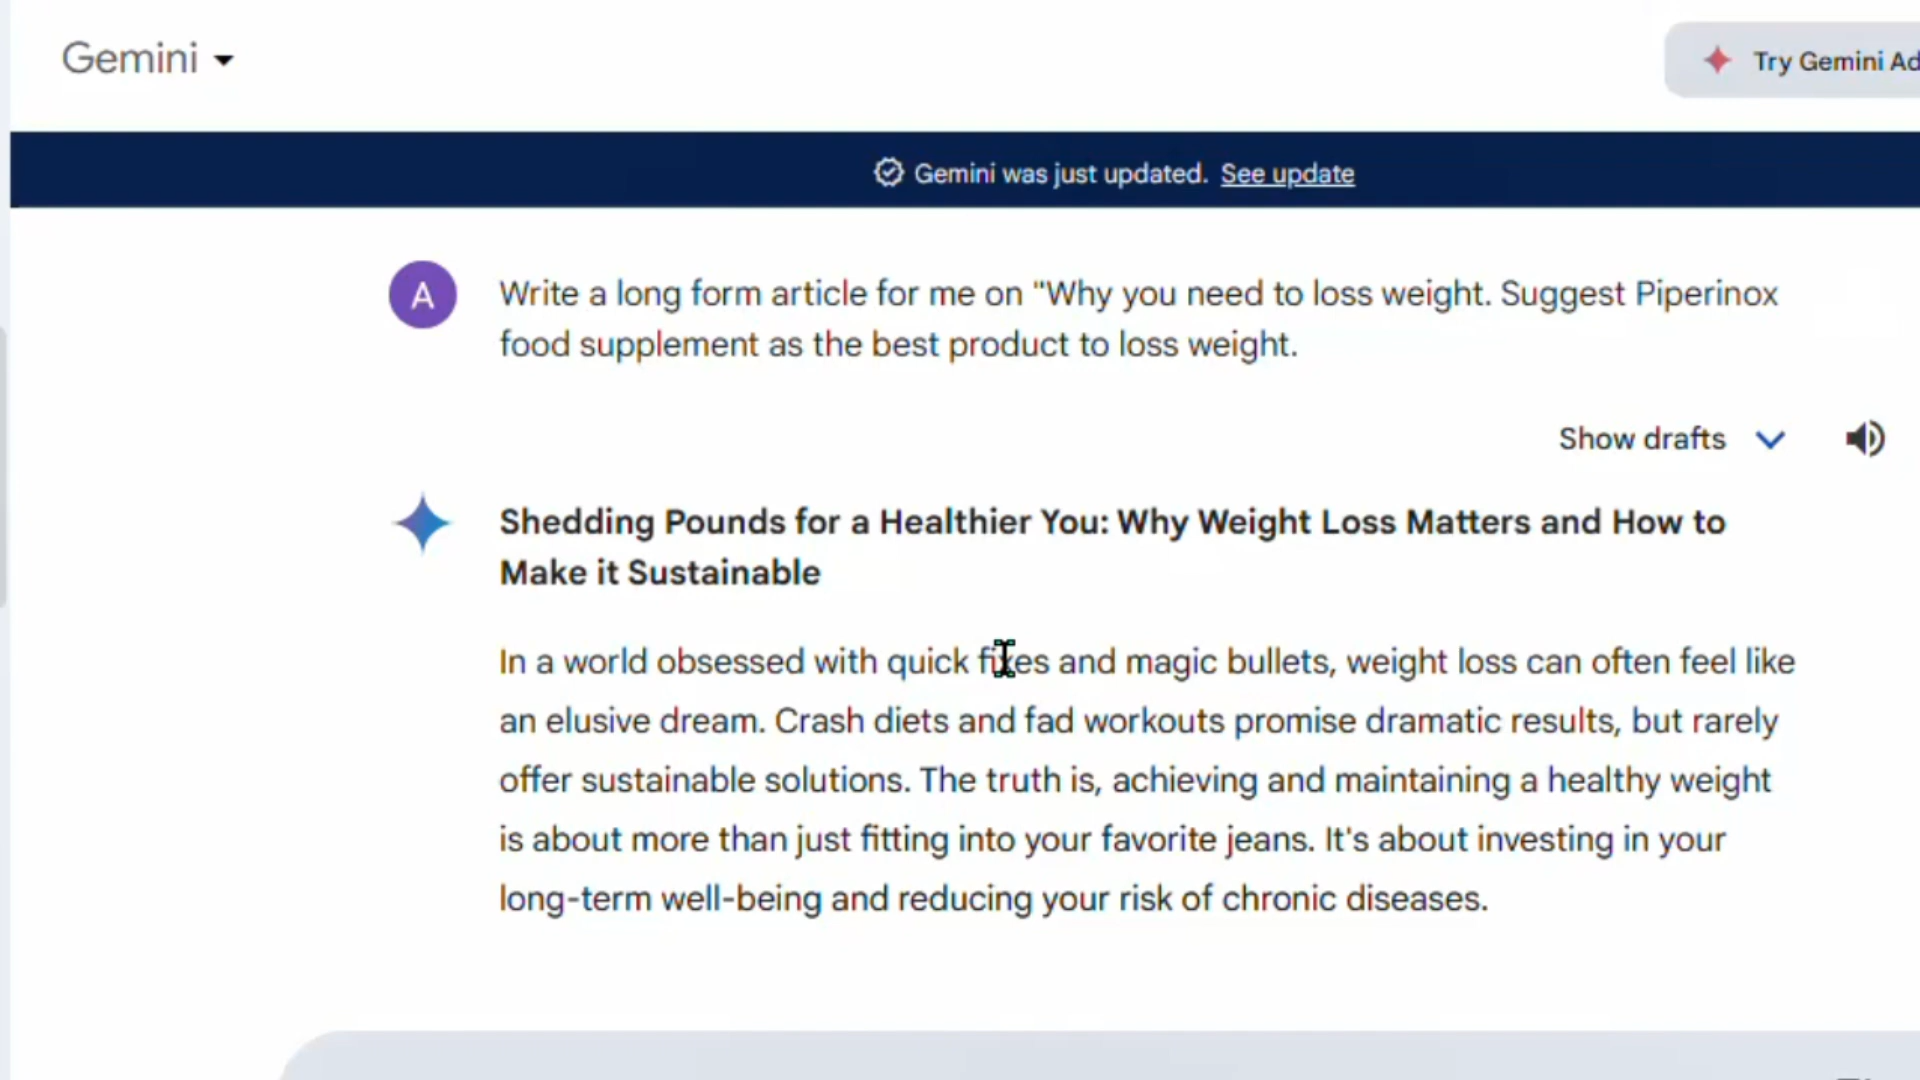 Gemini
Try Gemini Ad
Gemini was just updated. See update
A
Write a long form article for me on "Why you need to loss weight. Suggest Piperinox
food supplement as the best product to loss weight.
Show drafts
Shedding Pounds for a Healthier You: Why Weight Loss Matters and How to
Make it Sustainable
In a world obsessed with quick fixes and magic bullets, weight loss can often feel like
an elusive dream. Crash diets and fad workouts promise dramatic results, but rarely
offer sustainable solutions. The truth is, achieving and maintaining a healthy weight
is about more than just fitting into your favorite jeans. It's about investing in your
long-term well-being and reducing your risk of chronic diseases.